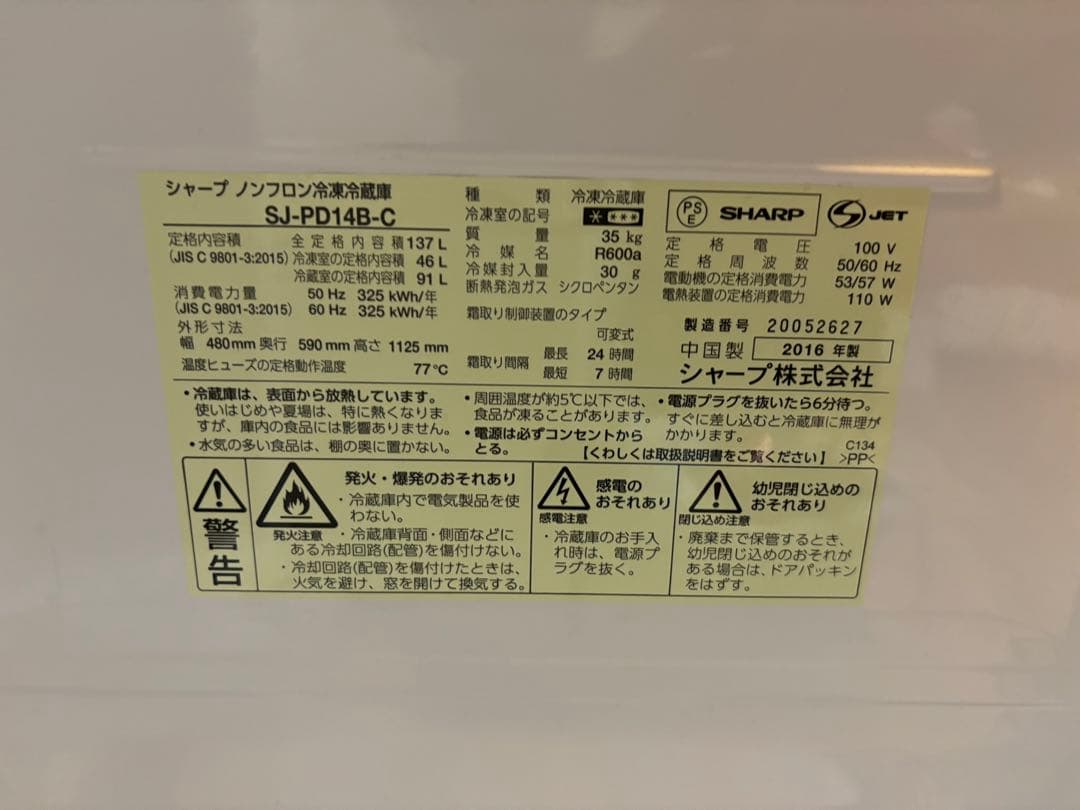 シャープ ノンフロン冷凍冷蔵庫
SJ-PD14B-C
定格内容積 全定格内容積 137 L
(JIS C 9801-3:2015) 冷凍室の定格内容積 46 L
冷蔵室の定格内容積 91 L
消費電力量 50 Hz 325 kWh/年
(JIS C 9801-3:2015) 60 Hz 325 kWh/年
外形寸法
幅 480mm 奥行 590 mm 高さ 1125 mm
温度ヒューズの定格動作温度 77℃
種類 冷凍冷蔵庫
冷凍室の記号
質量 35 kg
冷媒名 R600a
冷媒封入量 30 g
断熱発泡ガス シクロペンタン
霜取り制御装置のタイプ
可変式
霜取り間隔 最長 24 時間
最短 7 時間
PSE SHARP S JET
定格電圧 100 V
定格周波数 50/60 Hz
電動機の定格消費電力 53/57 W
電熱装置の定格消費電力 110 W
製造番号 20052627
中国製 2016 年製
シャープ株式会社
・冷蔵庫は、表面から放熱しています。
使いはじめや夏場は、特に熱くなりま
すが、庫内の食品には影響ありません。
・水気の多い食品は、棚の奥に置かない。
・周囲温度が約5℃以下では、
食品が凍ることがあります。
・電源は必ずコンセントから
とる。
・電源プラグを抜いたら6分待つ。
すぐに差し込むと冷蔵庫に無理が
かかります。
【くわしくは取扱説明書をご覧ください】
C134
>PP<
警告
発火・爆発のおそれあり
発火注意
・冷蔵庫内で電気製品を使
わない。
・冷蔵庫背面・側面などに
ある冷却回路(配管)を傷付けない。
・冷却回路(配管)を傷付けたときは、
火気を避け、窓を開けて換気する。
感電の
おそれあり
感電注意
・冷蔵庫のお手入
れ時は、電源プ
ラグを抜く。
幼児閉じ込めの
おそれあり
閉じ込め注意
・廃棄まで保管するとき、
幼児閉じ込めのおそれが
ある場合は、ドアパッキン
をはずす。